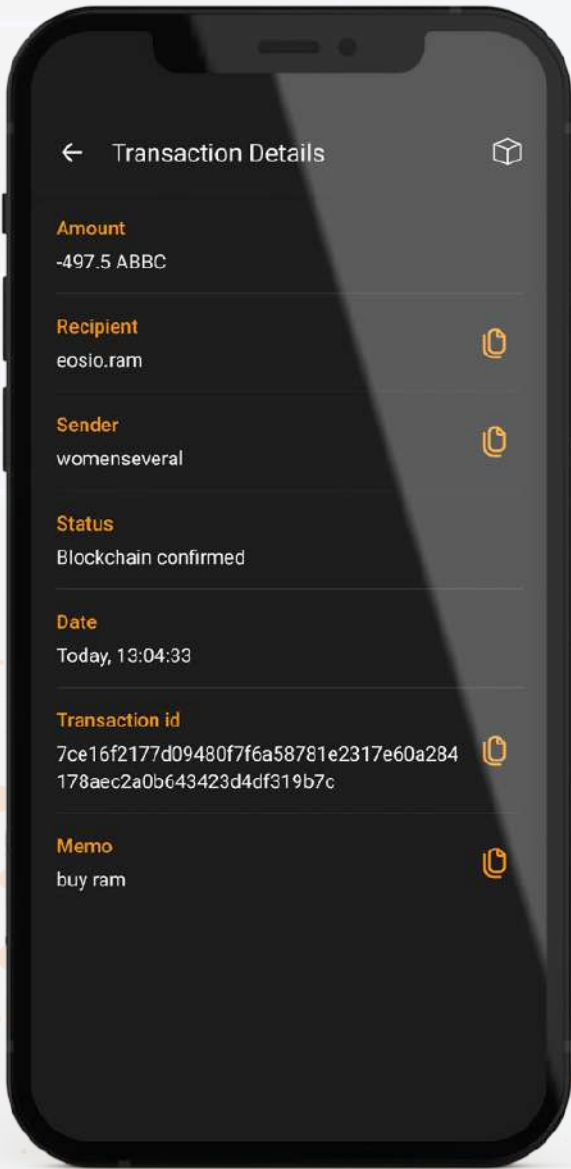 Transaction Details
Amount
-497.5 ABBC
Recipient
eosio.ram
Sender
womenseveral
Status
Blockchain confirmed
Date
Today, 13:04:33
Transaction id
7ce16f2177d09480f7f6a58781e2317e60a284
178aec2a0b643423d4df319b7c
Memo
buy ram